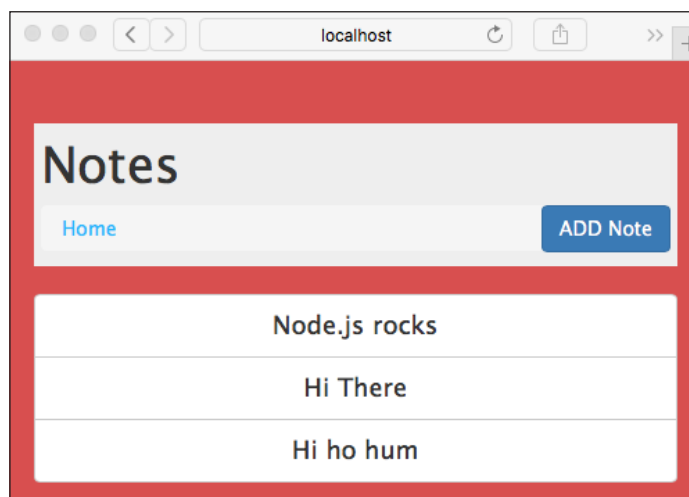 localhost
Notes
Home
ADD Note
Node.js rocks
Hi There
Hi ho hum